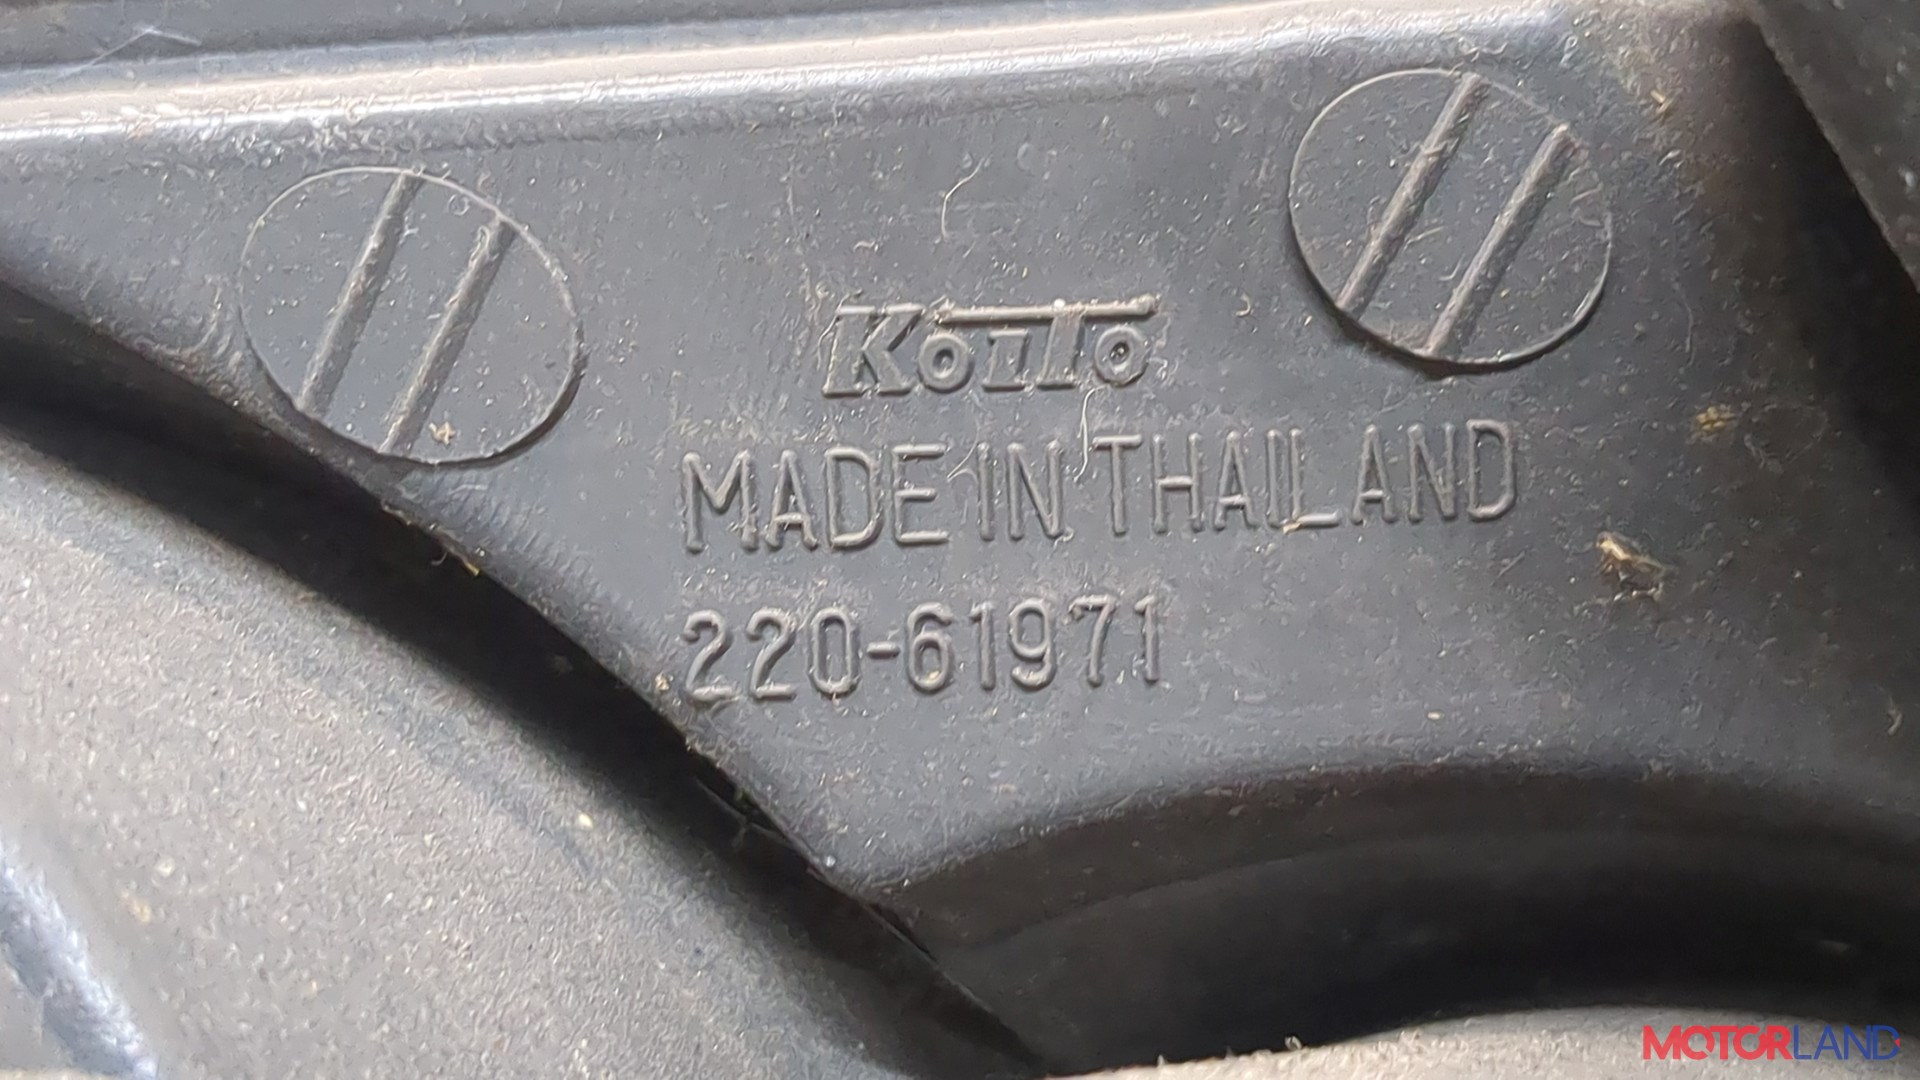 KOITO
MADE IN THAILAND
220-61971
MOTORLAND